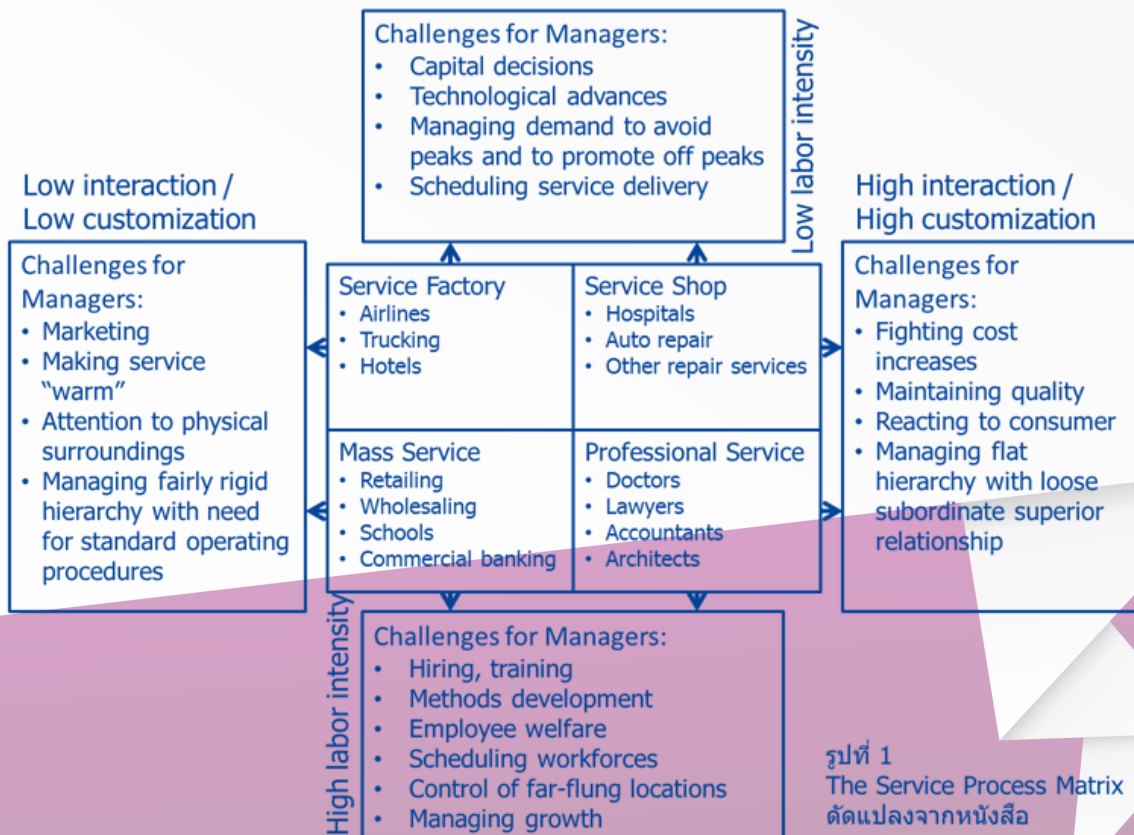 Challenges for Managers:
• Capital decisions
• Technological advances
• Managing demand to avoid
peaks and to promote off peaks
• Scheduling service delivery
Low labor intensity
Low interaction /
Low customization
High interaction /
High customization
Challenges for
Managers:
• Marketing
• Making service
“warm”
• Attention to physical
surroundings
• Managing fairly rigid
hierarchy with need
for standard operating
procedures
Service Factory
• Airlines
• Trucking
• Hotels
Service Shop
• Hospitals
• Auto repair
• Other repair services
Mass Service
• Retailing
• Wholesaling
• Schools
• Commercial banking
Professional Service
• Doctors
• Lawyers
• Accountants
• Architects
Challenges for
Managers:
• Fighting cost
increases
• Maintaining quality
• Reacting to consumer
• Managing flat
hierarchy with loose
subordinate superior
relationship
High labor intensity
Challenges for Managers:
• Hiring, training
• Methods development
• Employee welfare
• Scheduling workforces
• Control of far-flung locations
• Managing growth
รูปที่ 1
The Service Process Matrix
ดัดแปลงจากหนังสือ